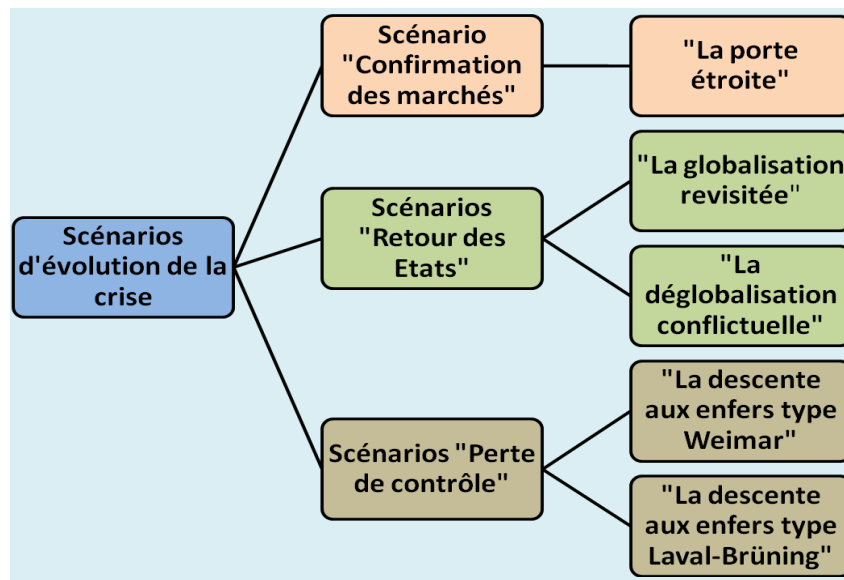 Scénario
"Confirmation
des marchés"
"La porte
étroite"
"La globalisation
revisitée"
Scénarios
"Retour des
Etats"
Scénarios
d'évolution de la
crise
"La
déglobalisation
conflictuelle"
"La descente
aux enfers type
Weimar"
Scénarios "Perte
de contrôle"
"La descente
aux enfers type
Laval-Brüning"